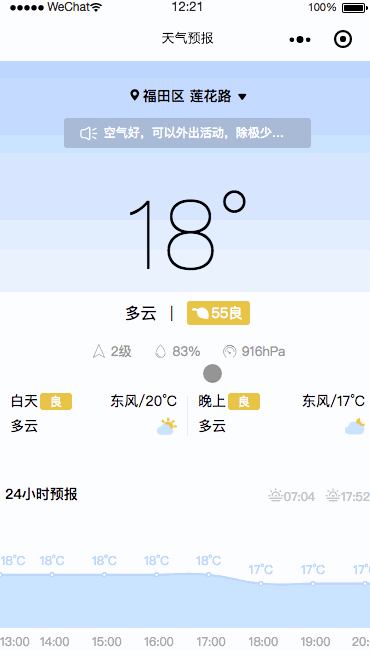 WeChat 12:21 100%
天气预报
福田区 莲花路
空气好，可以外出活动，除极少...
18°
多云 | 55良
2级 83% 916hPa
白天 良 东风/20°C 晚上 良 东风/17°C
多云 多云
24小时预报 07:04 17:52
18°C 18°C 18°C 18°C 18°C 17°C 17°C 17°
13:00 14:00 15:00 16:00 17:00 18:00 19:00 20: